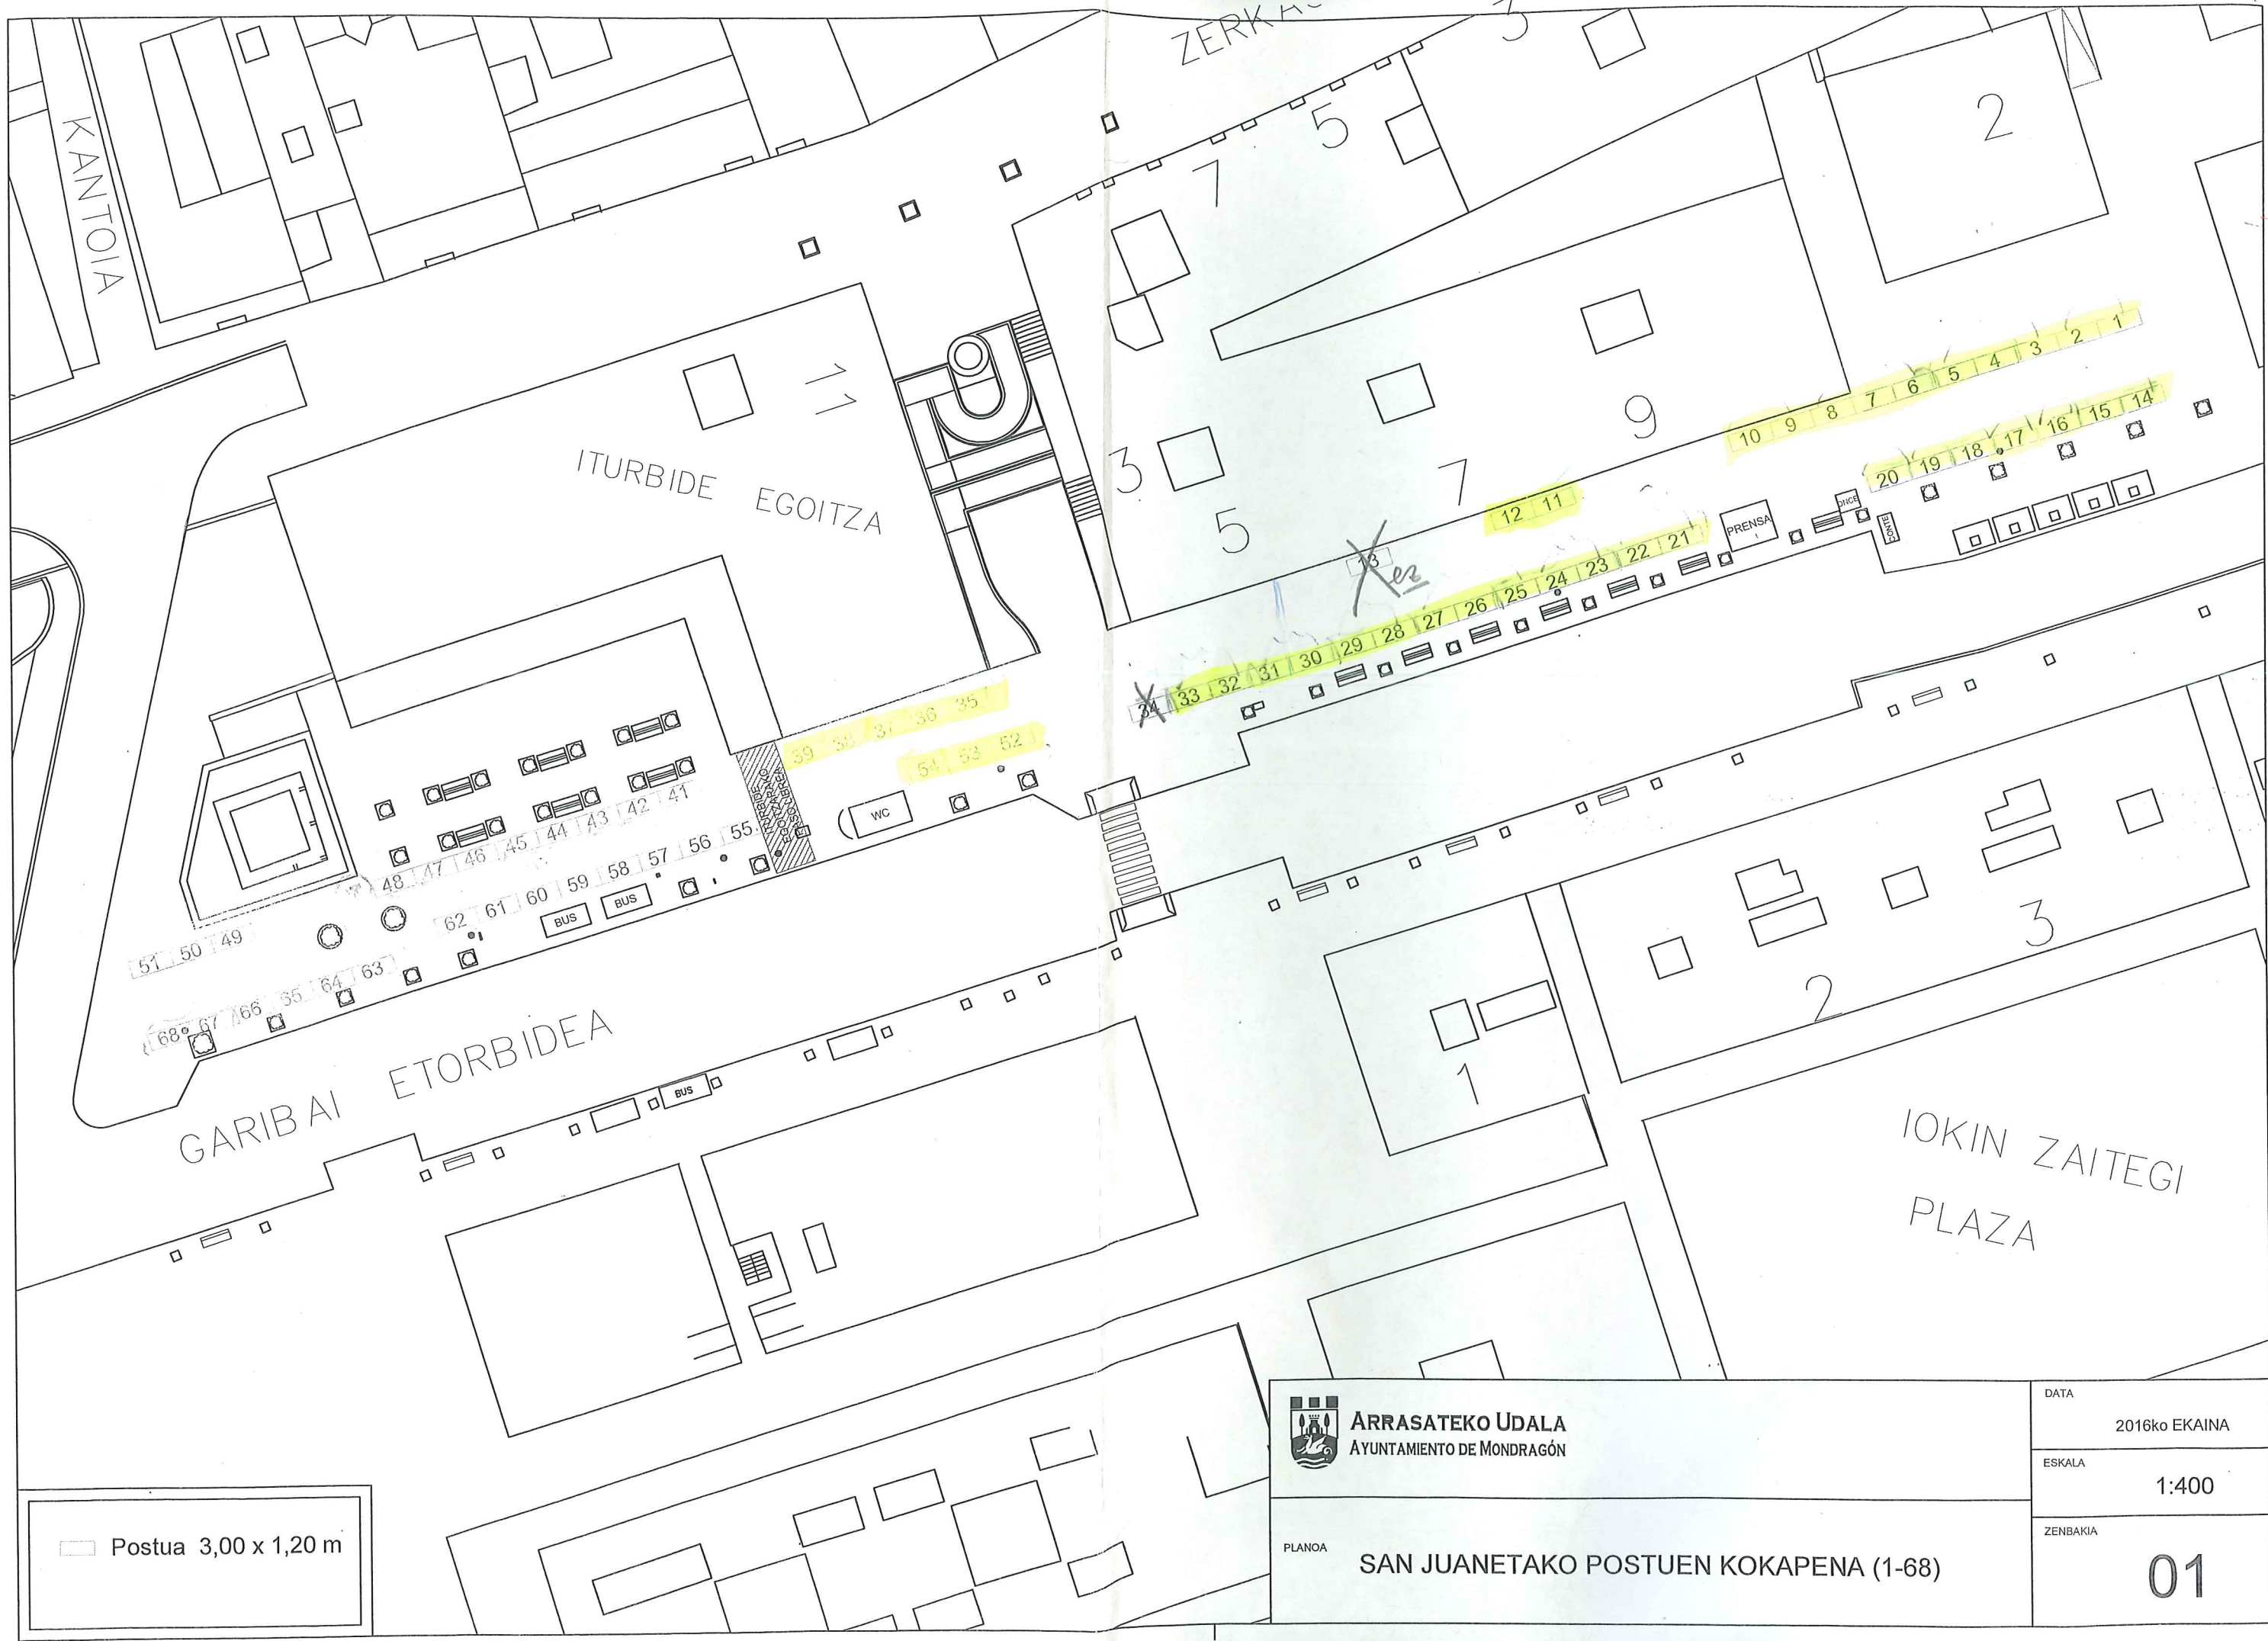 ZERKA
3
KANTOIA
2
5
7
11
ITURBIDE EGOITZA
3
5
7
9
10 9 8 7 6 5 4 3 2 1
20 19 18 17 16 15 14
12 11
13
ez
PRENSA
ONCE
CONTE
34 33 32 31 30 29 28 27 26 25 24 23 22 21
39 38 37 36 35
54 53 52
WC
ITURBIDE
48 47 46 45 44 43 42 41
62 61 60 59 58 57 56 55
BUS
BUS
51 50 49
68 67 66 65 64 63
GARIBAI ETORBIDEA
BUS
1
2
3
IOKIN ZAITEGI
PLAZA
Postua 3,00 x 1,20 m
ARRASATEKO UDALA
AYUNTAMIENTO DE MONDRAGÓN
PLANOA
SAN JUANETAKO POSTUEN KOKAPENA (1-68)
DATA
2016ko EKAINA
ESKALA
1:400
ZENBAKIA
01